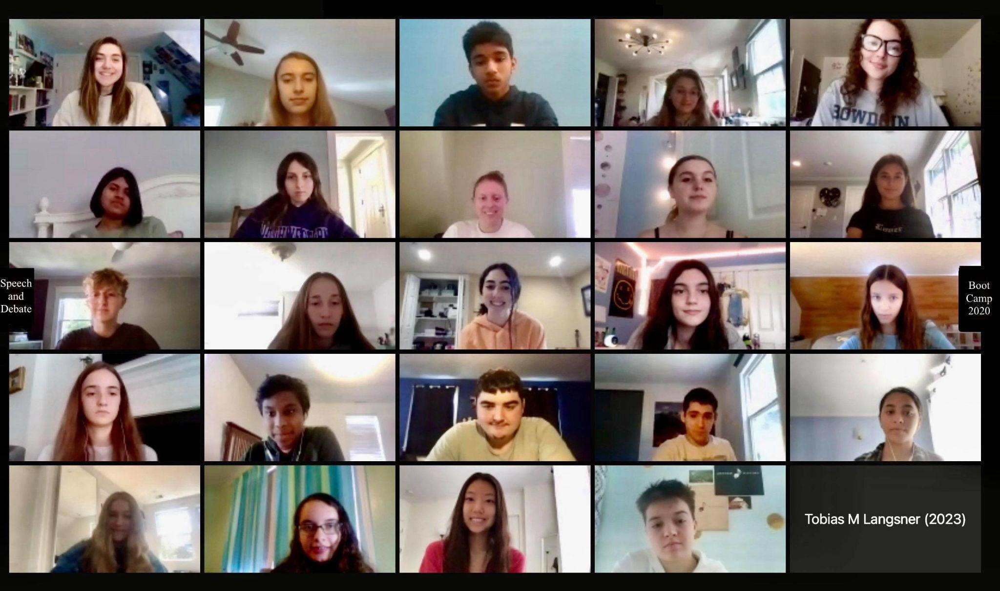 BOWDOIN
Speech
and
Debate
Boot
Camp
2020
Tobias M Langsner (2023)